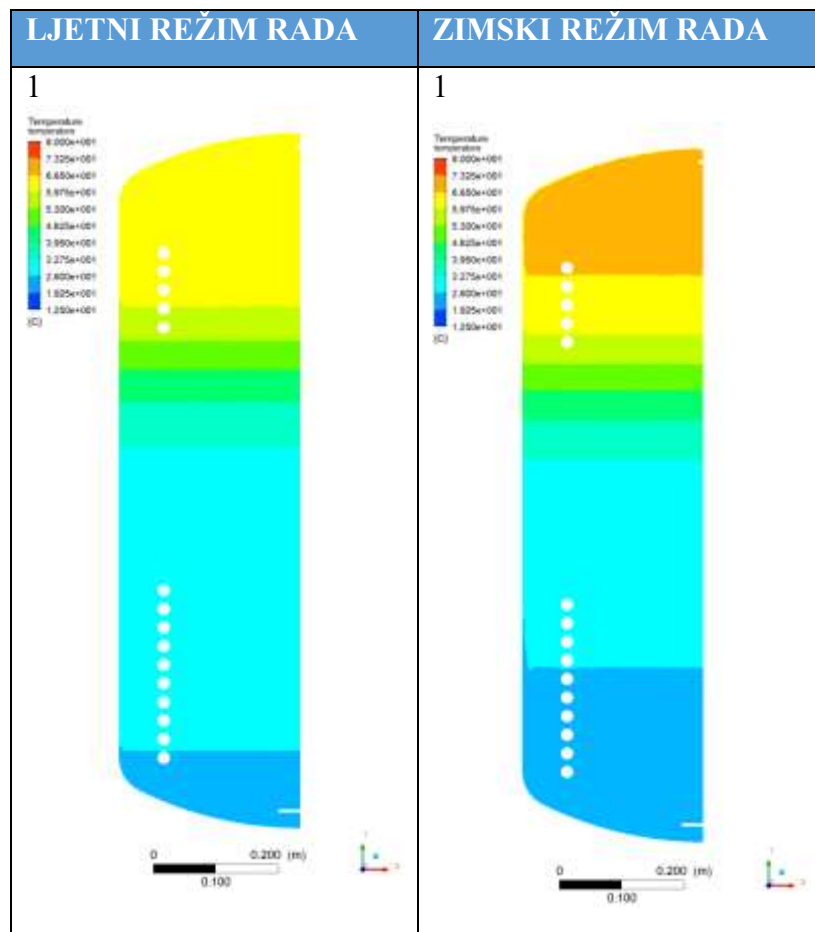 LJETNI REŽIM RADA
ZIMSKI REŽIM RADA
1
Temperature
temperature
8.000e+001
7.325e+001
6.650e+001
5.975e+001
5.300e+001
4.625e+001
3.950e+001
3.275e+001
2.600e+001
1.925e+001
1.250e+001
[C]
0
0.200 (m)
0.100
1
Temperature
temperature
8.000e+001
7.325e+001
6.650e+001
5.975e+001
5.300e+001
4.625e+001
3.950e+001
3.275e+001
2.600e+001
1.925e+001
1.250e+001
[C]
0
0.200 (m)
0.100